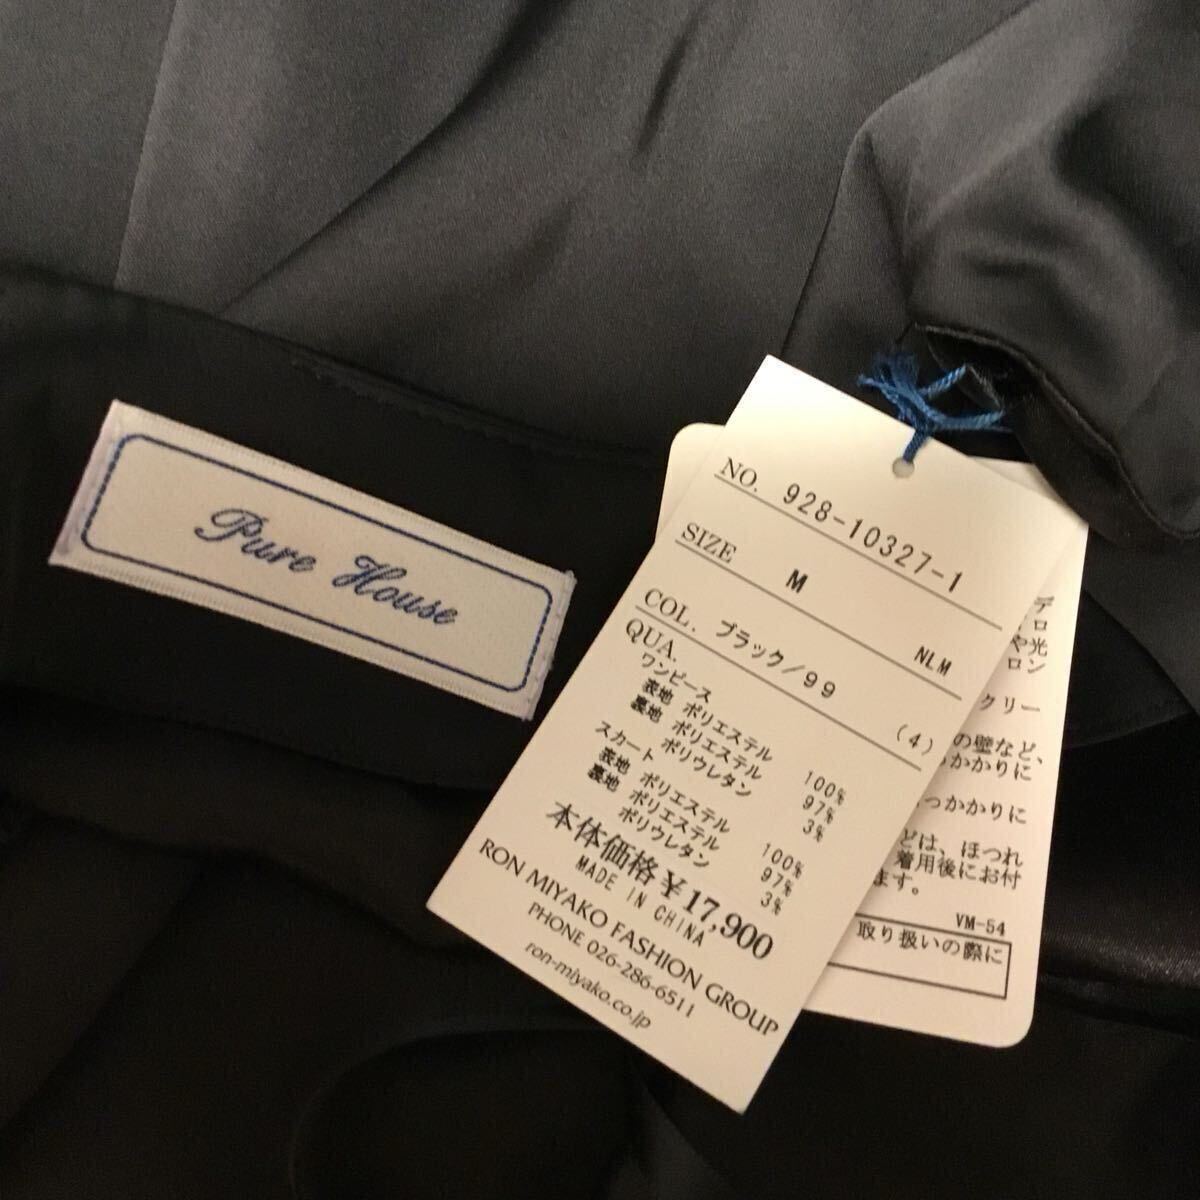 Pure House
NO. 928-10327-1
SIZE M NLM
COL. ブラック/99 (4)
QUA.
ワンピース
表地 ポリエステル 100%
裏地 ポリエステル 97%
ポリウレタン 3%
スカート
表地 ポリエステル 100%
裏地 ポリエステル 97%
ポリウレタン 3%
本体価格 ¥17,900
MADE IN CHINA
RON MIYAKO FASHION GROUP
PHONE 026-286-6511
ron-miyako.co.jp
デ
ロ
や光
ロン
クリー
の壁など、
っかかりに
っかかりに
どは、ほつれ
着用後にお付
ます。
VM-54
取り扱いの際に